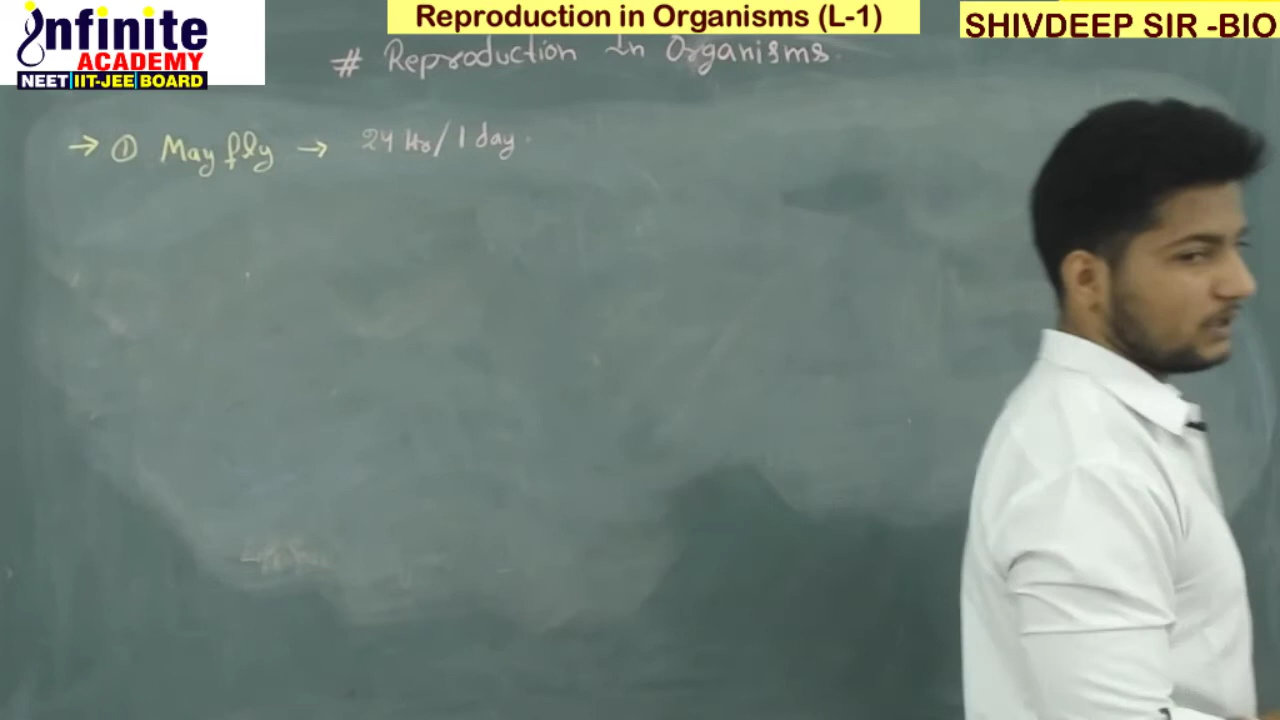 infinite
ACADEMY
NEET IIT-JEE BOARD
Reproduction in Organisms (L-1)
SHIVDEEP SIR -BIO
# Reproduction in Organisms.
→ ① May fly → 24 Hr/1 day.